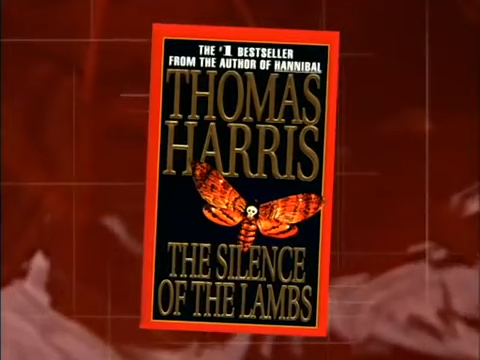 THE #1 BESTSELLER
FROM THE AUTHOR OF HANNIBAL
THOMAS
HARRIS
THE SILENCE
OF THE LAMBS